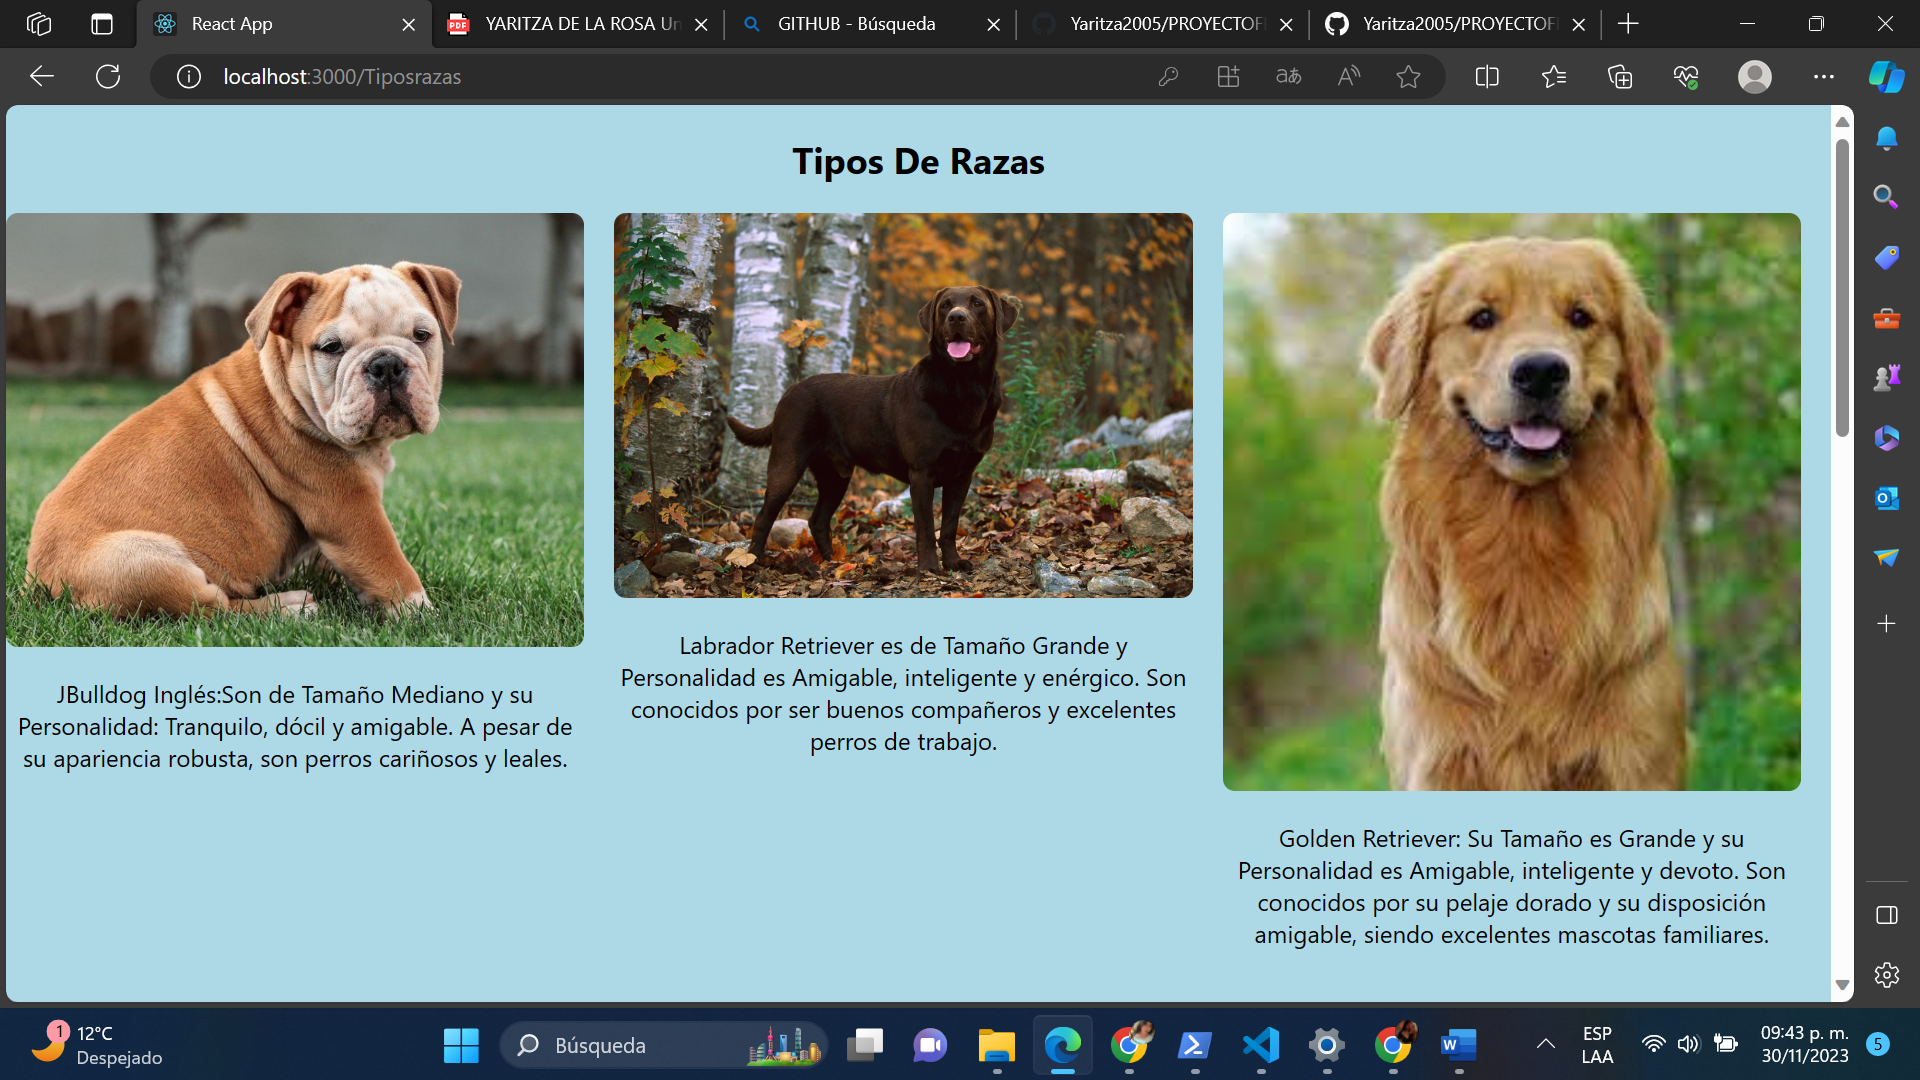 React App
YARITZA DE LA ROSA Un
GITHUB - Búsqueda
Yaritza2005/PROYECTOFI
Yaritza2005/PROYECTOFI
localhost:3000/Tiposrazas
Tipos De Razas
JBulldog Inglés:Son de Tamaño Mediano y su
Personalidad: Tranquilo, dócil y amigable. A pesar de
su apariencia robusta, son perros cariñosos y leales.
Labrador Retriever es de Tamaño Grande y
Personalidad es Amigable, inteligente y enérgico. Son
conocidos por ser buenos compañeros y excelentes
perros de trabajo.
Golden Retriever: Su Tamaño es Grande y su
Personalidad es Amigable, inteligente y devoto. Son
conocidos por su pelaje dorado y su disposición
amigable, siendo excelentes mascotas familiares.
1
12°C
Despejado
Búsqueda
ESP
LAA
09:43 p. m.
30/11/2023
5